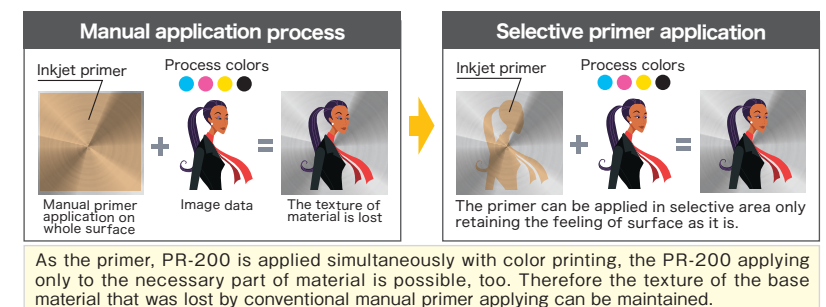 Manual application process
Inkjet primer
Process colors
Manual primer
application on
whole surface
Image data
The texture of
material is lost
Selective primer application
Inkjet primer
Process colors
The primer can be applied in selective area only
retaining the feeling of surface as it is.
As the primer, PR-200 is applied simultaneously with color printing, the PR-200 applying
only to the necessary part of material is possible, too. Therefore the texture of the base
material that was lost by conventional manual primer applying can be maintained.